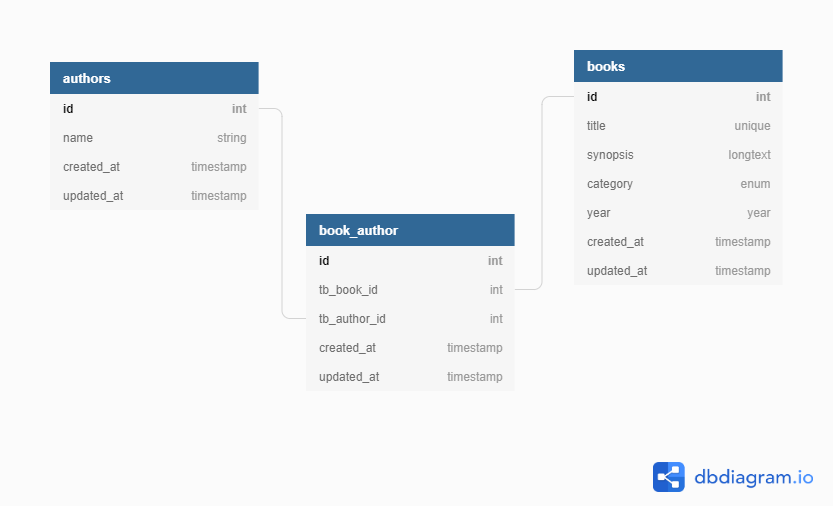 authors
id int
name string
created_at timestamp
updated_at timestamp
book_author
id int
tb_book_id int
tb_author_id int
created_at timestamp
updated_at timestamp
books
id int
title unique
synopsis longtext
category enum
year year
created_at timestamp
updated_at timestamp
dbdiagram.io